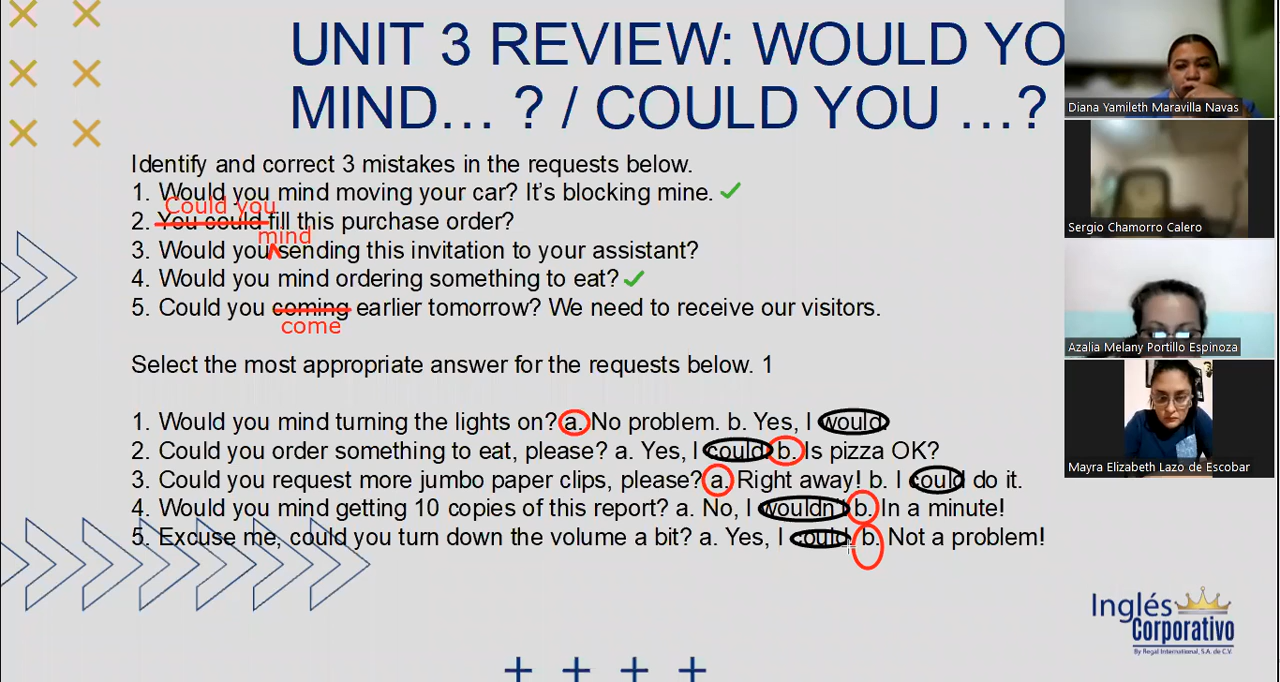 UNIT 3 REVIEW: WOULD YO
MIND… ? / COULD YOU …?
Identify and correct 3 mistakes in the requests below.
1. Would you mind moving your car? It’s blocking mine.
Could you
2. You could fill this purchase order?
mind
3. Would you sending this invitation to your assistant?
4. Would you mind ordering something to eat?
5. Could you coming earlier tomorrow? We need to receive our visitors.
come
Select the most appropriate answer for the requests below. 1
1. Would you mind turning the lights on? a. No problem. b. Yes, I would.
2. Could you order something to eat, please? a. Yes, I could. b. Is pizza OK?
3. Could you request more jumbo paper clips, please? a. Right away! b. I could do it.
4. Would you mind getting 10 copies of this report? a. No, I wouldn't b. In a minute!
5. Excuse me, could you turn down the volume a bit? a. Yes, I could. b. Not a problem!
Diana Yamileth Maravilla Navas
Sergio Chamorro Calero
Azalia Melany Portillo Espinoza
Mayra Elizabeth Lazo de Escobar
Inglés
Corporativo
By Regal International, S.A. de C.V.